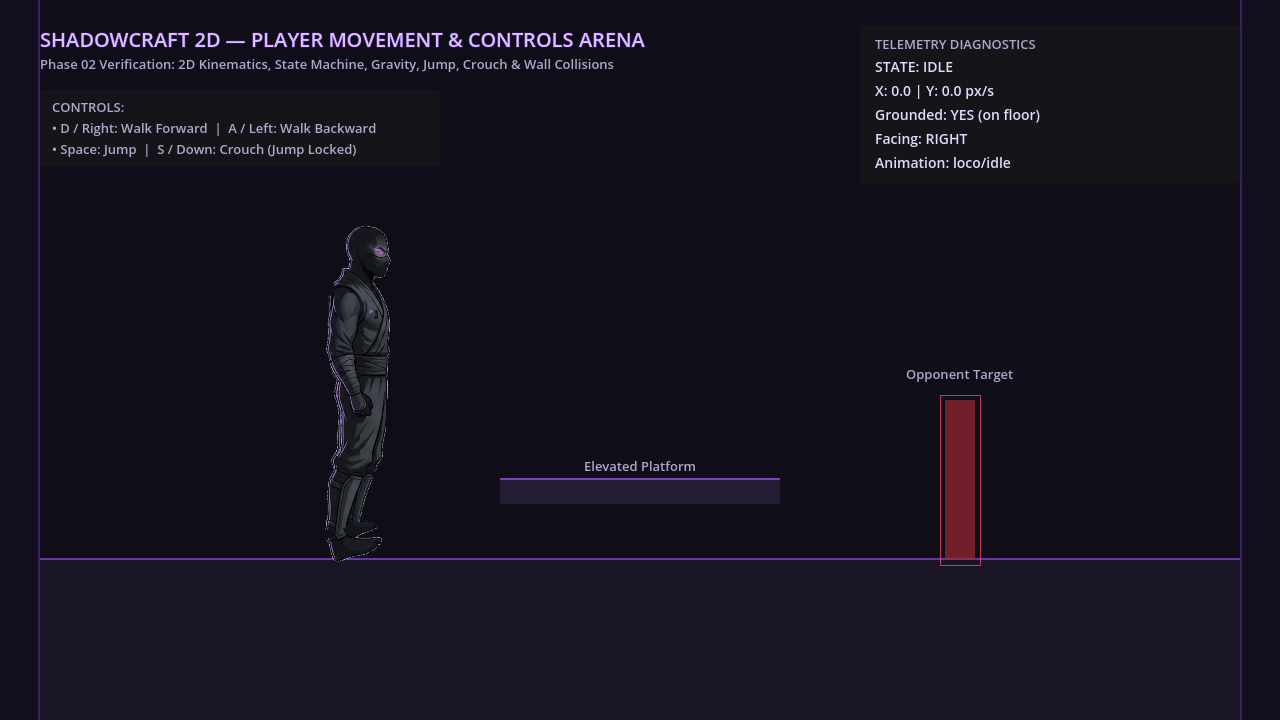 SHADOWCRAFT 2D — PLAYER MOVEMENT & CONTROLS ARENA
Phase 02 Verification: 2D Kinematics, State Machine, Gravity, Jump, Crouch & Wall Collisions
CONTROLS:
• D / Right: Walk Forward | A / Left: Walk Backward
• Space: Jump | S / Down: Crouch (Jump Locked)
TELEMETRY DIAGNOSTICS
STATE: IDLE
X: 0.0 | Y: 0.0 px/s
Grounded: YES (on floor)
Facing: RIGHT
Animation: loco/idle
Opponent Target
Elevated Platform